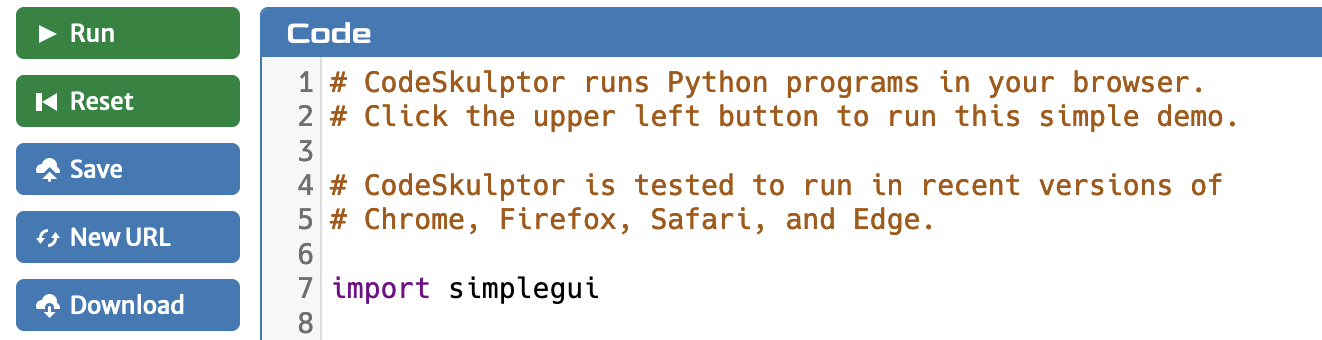 Run
Reset
Save
New URL
Download
Code
1 # CodeSkulptor runs Python programs in your browser.
2 # Click the upper left button to run this simple demo.
3
4 # CodeSkulptor is tested to run in recent versions of
5 # Chrome, Firefox, Safari, and Edge.
6
7 import simplegui
8